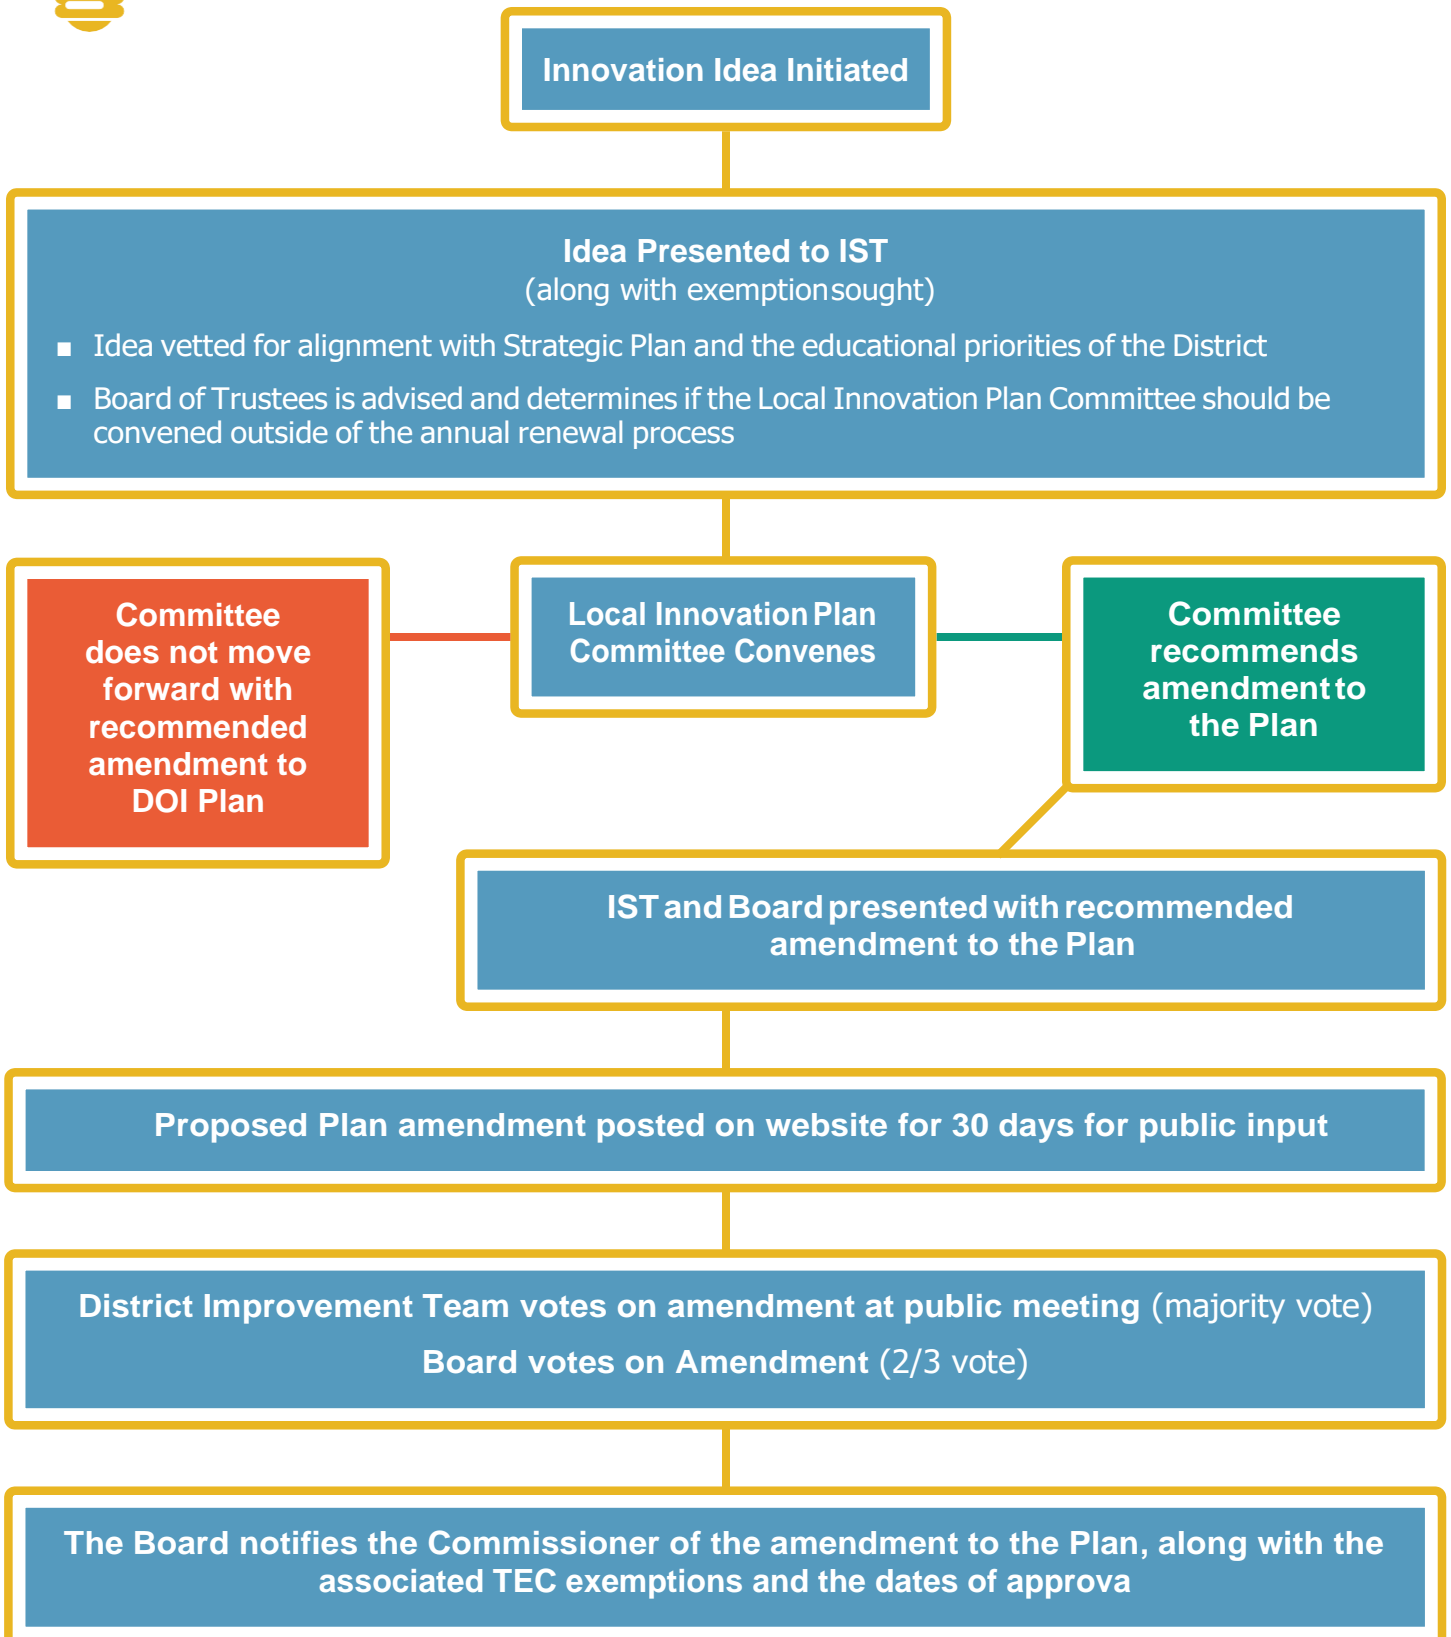 Innovation Idea Initiated
Idea Presented to IST
(along with exemption sought)
▪ Idea vetted for alignment with Strategic Plan and the educational priorities of the District
▪ Board of Trustees is advised and determines if the Local Innovation Plan Committee should be
convened outside of the annual renewal process
Committee
does not move
forward with
recommended
amendment to
DOI Plan
Local Innovation Plan
Committee Convenes
Committee
recommends
amendment to
the Plan
IST and Board presented with recommended
amendment to the Plan
Proposed Plan amendment posted on website for 30 days for public input
District Improvement Team votes on amendment at public meeting (majority vote)
Board votes on Amendment (2/3 vote)
The Board notifies the Commissioner of the amendment to the Plan, along with the
associated TEC exemptions and the dates of approva